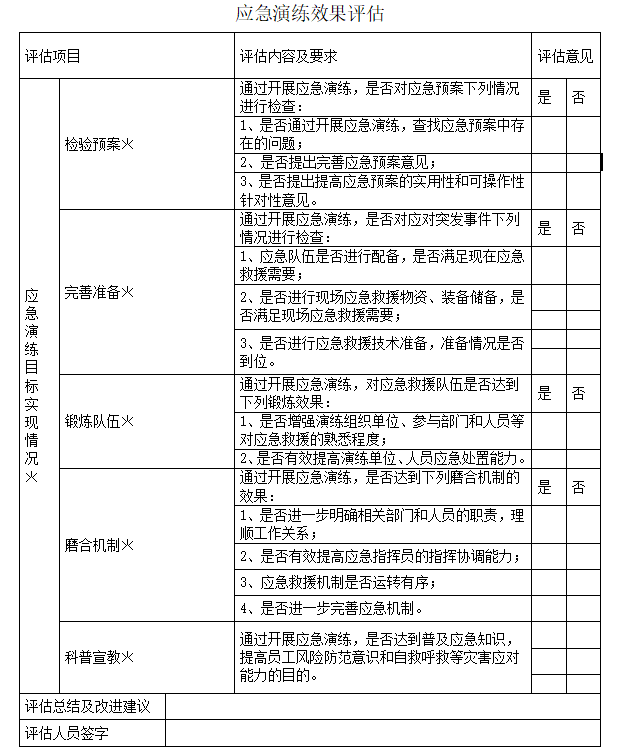 应急演练效果评估
评估项目
评估内容及要求
评估意见
应急演练目标实现情况火
检验预案火
通过开展应急演练，是否对应急预案下列情况
进行检查：
是
否
1、是否通过开展应急演练，查找应急预案中存
在的问题；
2、是否提出完善应急预案意见；
3、是否提出提高应急预案的实用性和可操作性
针对性意见。
完善准备火
通过开展应急演练，是否对应对突发事件下列
情况进行检查：
是
否
1、应急队伍是否进行配备，是否满足现在应急
救援需要；
2、是否进行现场应急救援物资、装备储备，是
否满足现场应急救援需要；
3、是否进行应急救援技术准备，准备情况是否
到位。
锻炼队伍火
通过开展应急演练，对应急救援队伍是否达到
下列锻炼效果：
是
否
1、是否增强演练组织单位、参与部门和人员等
对应急救援的熟悉程度；
2、是否有效提高演练单位、人员应急处置能力。
磨合机制火
通过开展应急演练，是否达到下列磨合机制的
效果：
是
否
1、是否进一步明确相关部门和人员的职责，理
顺工作关系；
2、是否有效提高应急指挥员的指挥协调能力；
3、应急救援机制是否运转有序；
4、是否进一步完善应急机制。
科普宣教火
通过开展应急演练，是否达到普及应急知识，
提高员工风险防范意识和自救呼救等灾害应对
能力的目的。
评估总结及改进建议
评估人员签字